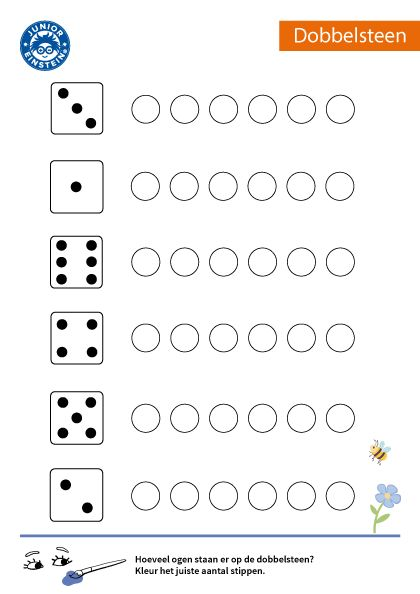 JUNIOR
EINSTEIN
Dobbelsteen
Hoeveel ogen staan er op de dobbelsteen?
Kleur het juiste aantal stippen.